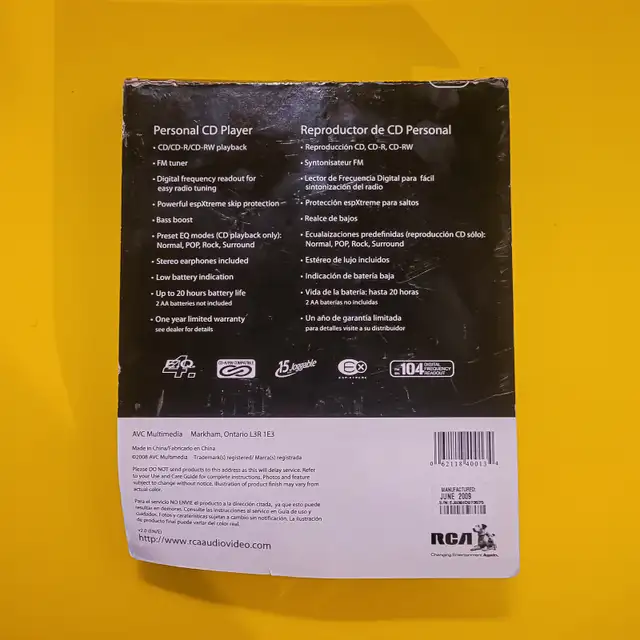 Personal CD Player
• CD/CD-R/CD-RW playback
• FM tuner
• Digital frequency readout for
easy radio tuning
• Powerful espXtreme skip protection
• Bass boost
• Preset EQ modes (CD playback only):
Normal, POP, Rock, Surround
• Stereo earphones included
• Low battery indication
• Up to 20 hours battery life
2 AA batteries not included
• One year limited warranty
see dealer for details
Reproductor de CD Personal
• Reproducción CD, CD-R, CD-RW
• Syntonisateur FM
• Lector de Frecuencia Digital para fácil
sintonización del radio
• Protección espXtreme para saltos
• Realce de bajos
• Ecualaizaciones predefinidas (reproducción CD sólo):
Normal, POP, Rock, Surround
• Estéreo de lujo incluidos
• Indicación de batería baja
• Vida de la batería: hasta 20 horas
2 AA baterías no incluidas
• Un año de garantía limitada
para detalles visite a su distribuidor
CD-R/RW COMPATIBLE
15 Joggable
ex
104 DIGITAL
FREQUENCY
READOUT
AVC Multimedia Markham, Ontario L3R 1E3
Made in China/Fabricado en China
©2008 AVC Multimedia Trademark(s) registered/ Marca(s) registrada
Please DO NOT send products to this address as this will delay service. Refer
to your Use and Care Guide for complete instructions. Photos and feature
subject to change without notice. Illustration of product finish may vary from
actual color.
Para el servicio NO ENVIE el producto a la dirección citada, ya que esto puede
resultar en demoras. Consulte las instrucciones al servicio en Guía de uso y
cuidados. Fotos y características sujetas a cambio sin notificación. La ilustración
de producto final puede variar del color real.
v2.0 (EN/S)
http://www.rcaaudiovideo.com
0 62118 40013 4
MANUFACTURED:
JUNE 2009
RCA
Changing Entertainment. Again.